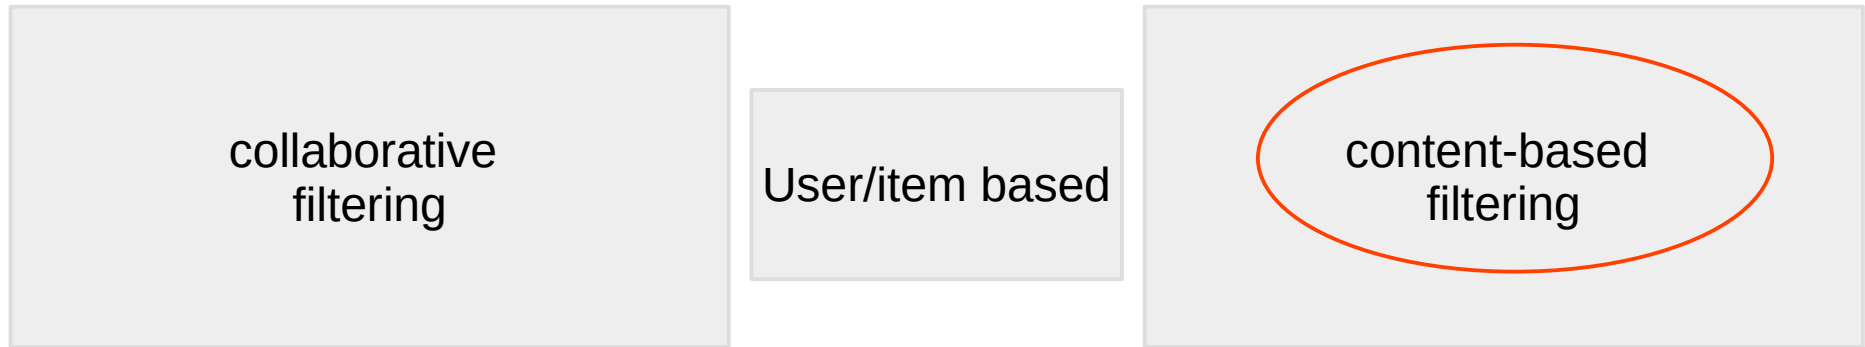 collaborative
filtering
User/item based
content-based
filtering